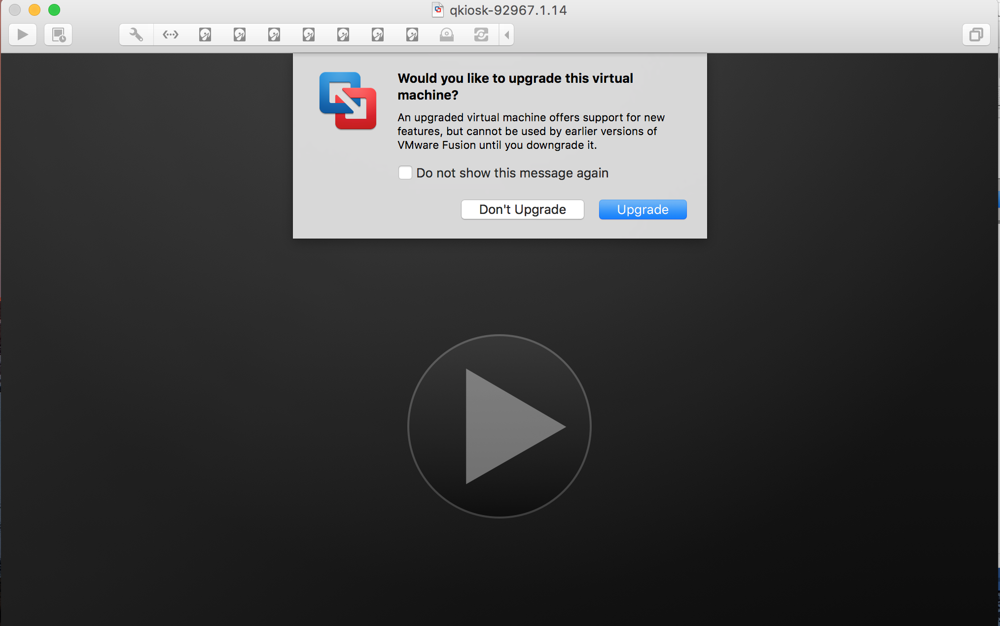 qkiosk-92967.1.14
Would you like to upgrade this virtual
machine?
An upgraded virtual machine offers support for new
features, but cannot be used by earlier versions of
VMware Fusion until you downgrade it.
Do not show this message again
Don't Upgrade
Upgrade